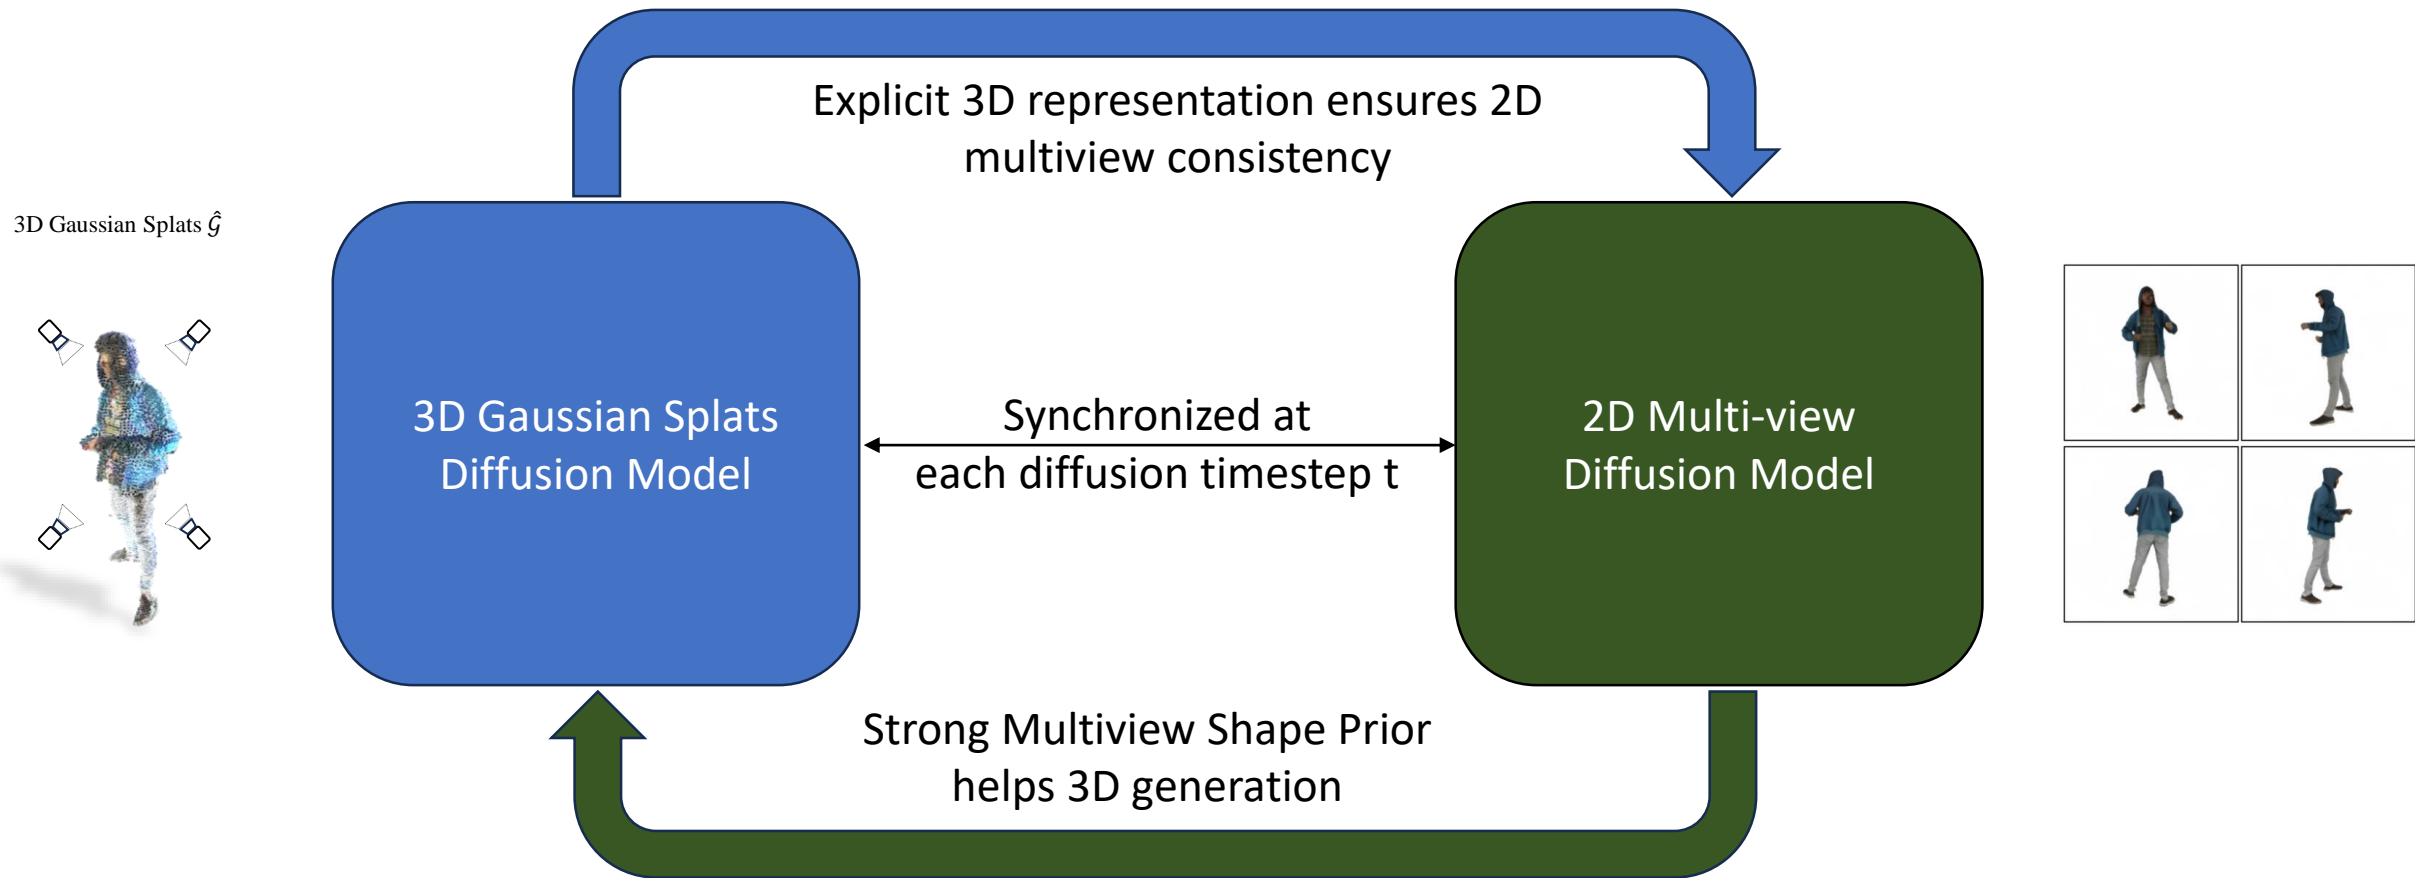 Explicit 3D representation ensures 2D
multiview consistency
3D Gaussian Splats 𝒢̂
3D Gaussian Splats
Diffusion Model
Synchronized at
each diffusion timestep t
2D Multi-view
Diffusion Model
Strong Multiview Shape Prior
helps 3D generation